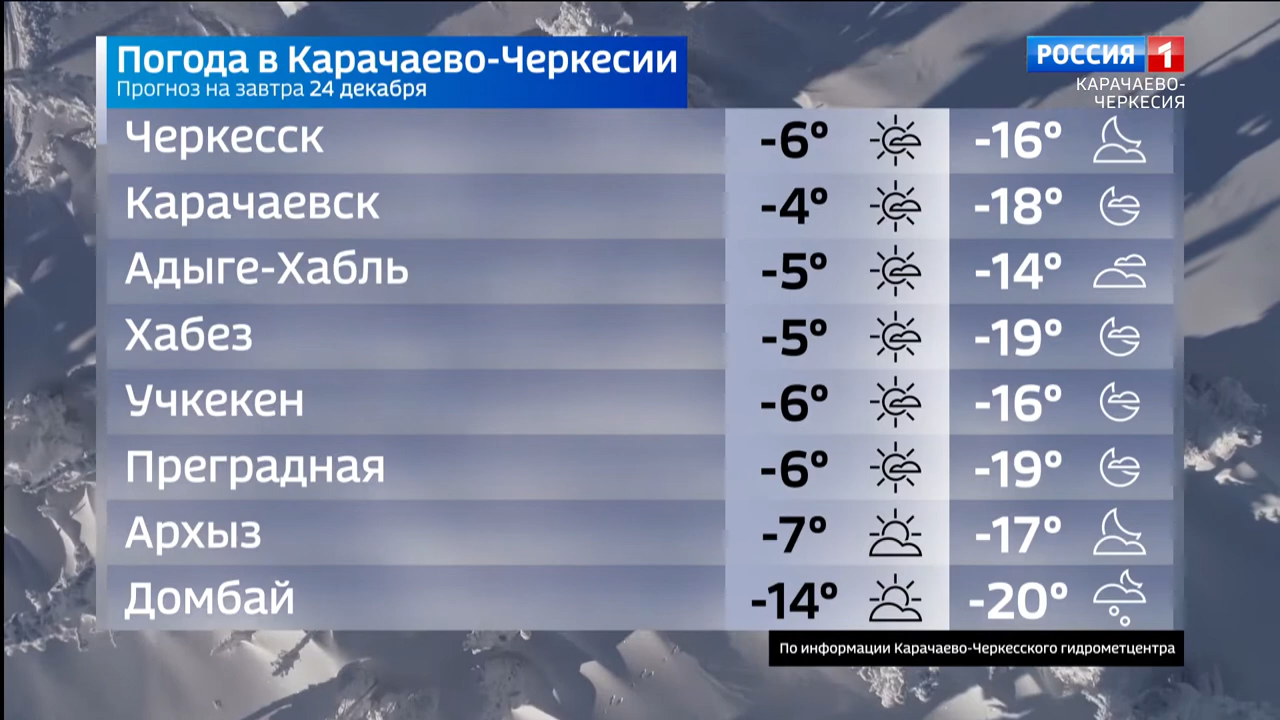 Погода в Карачаево-Черкесии
Прогноз на завтра 24 декабря
РОССИЯ 1
КАРАЧАЕВО-
ЧЕРКЕСИЯ
Черкесск -6° -16°
Карачаевск -4° -18°
Адыге-Хабль -5° -14°
Хабез -5° -19°
Учкекен -6° -16°
Преградная -6° -19°
Архыз -7° -17°
Домбай -14° -20°
По информации Карачаево-Черкесского гидрометцентра